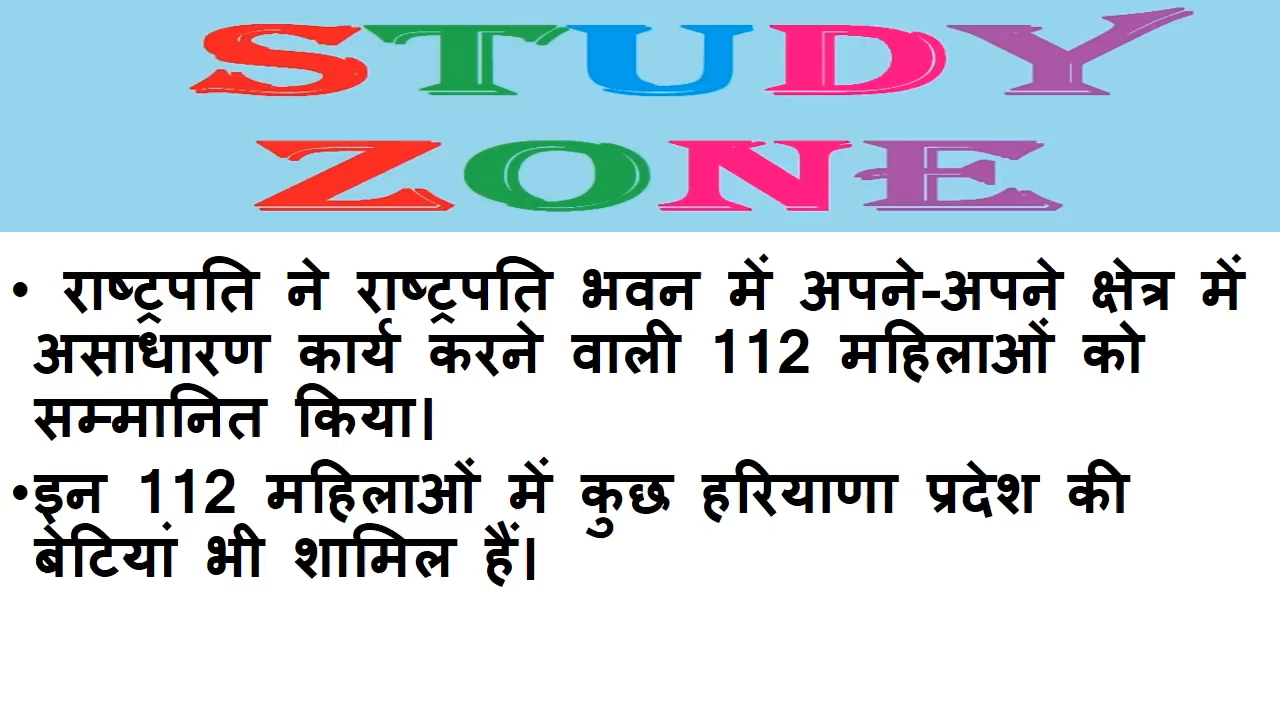 STUDY
ZONE
• राष्ट्रपति ने राष्ट्रपति भवन में अपने-अपने क्षेत्र में
असाधारण कार्य करने वाली 112 महिलाओं को
सम्मानित किया।
•इन 112 महिलाओं में कुछ हरियाणा प्रदेश की
बेटियां भी शामिल हैं।